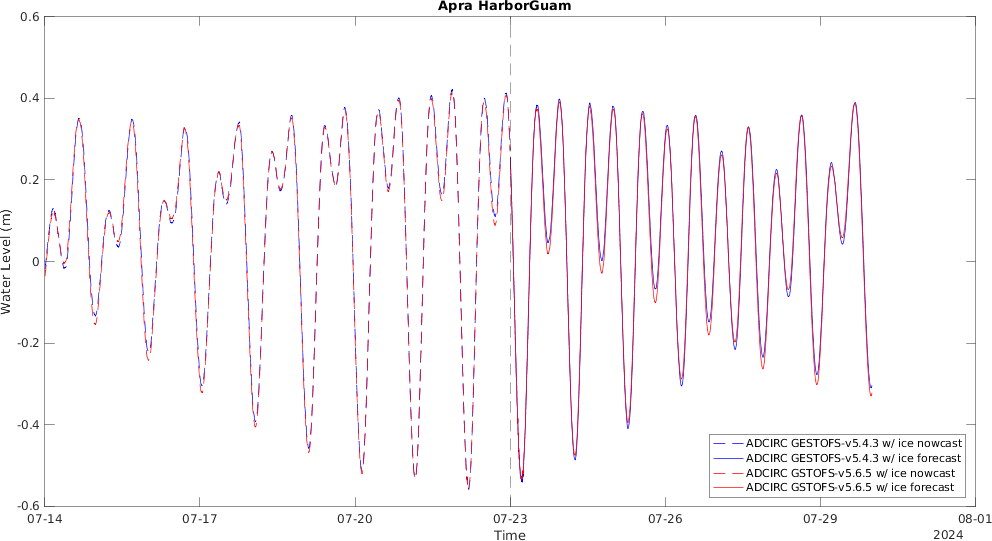 Apra HarborGuam
0.6
0.4
0.2
0
-0.2
-0.4
-0.6
Water Level (m)
ADCIRC GESTOFS-v5.4.3 w/ ice nowcast
ADCIRC GESTOFS-v5.4.3 w/ ice forecast
ADCIRC GSTOFS-v5.6.5 w/ ice nowcast
ADCIRC GSTOFS-v5.6.5 w/ ice forecast
07-14 07-17 07-20 07-23 07-26 07-29 08-01
Time
2024